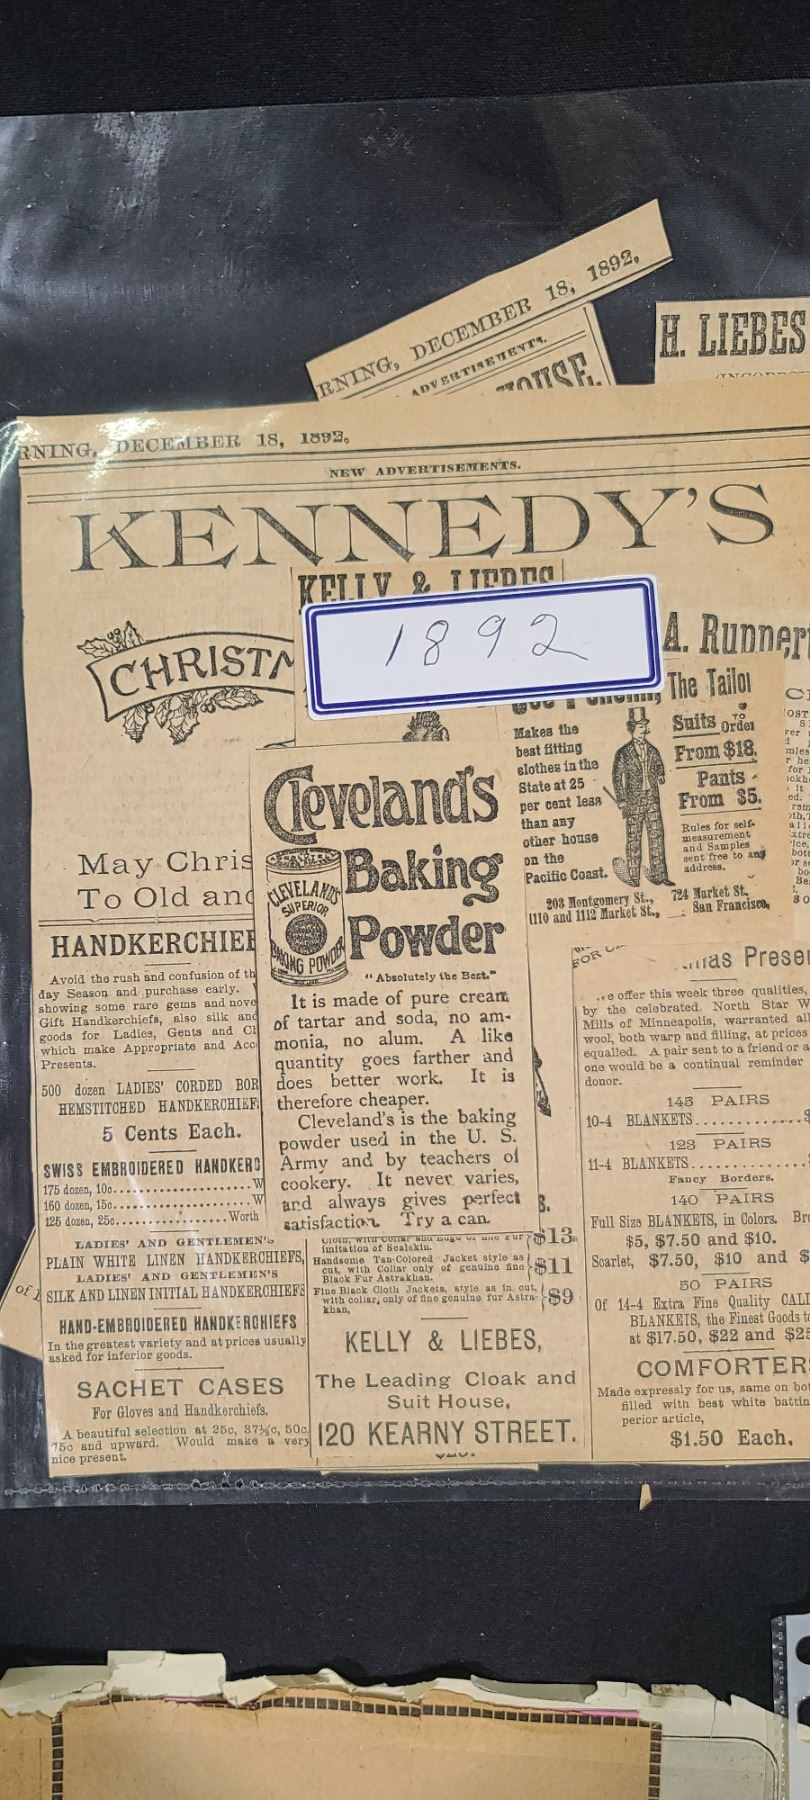 RNING, DECEMBER 18, 1892.
ADVERTISEMENTS.
HOUSE.
H. LIEBES
RNING, DECEMBER 18, 1892.
NEW ADVERTISEMENTS.
KENNEDY'S
KELLY & LIEBES
1892
CHRISTM
May Chris
To Old and
HANDKERCHIEF
Avoid the rush and confusion of th
day Season and purchase early.
showing some rare gems and nove
Gift Handkerchiefs, also silk and
goods for Ladies, Gents and Ch
which make Appropriate and Acc
Presents.
500 dozen LADIES' CORDED BOR
HEMSTITCHED HANDKERCHIEF
5 Cents Each.
SWISS EMBROIDERED HANDKERC
175 dozen, 10c. W
160 dozen, 15c. W
125 dozen, 25c. Worth
LADIES' AND GENTLEMEN'S
PLAIN WHITE LINEN HANDKERCHIEFS,
LADIES' AND GENTLEMEN'S
SILK AND LINEN INITIAL HANDKERCHIEFS
HAND-EMBROIDERED HANDKERCHIEFS
In the greatest variety and at prices usually
asked for inferior goods.
SACHET CASES
For Gloves and Handkerchiefs.
A beautiful selection at 25c, 37½c, 50c,
75c and upward. Would make a very
nice present.
Cleveland's
Baking
Powder
CLEVELAND'S
SUPERIOR
BAKING POWDER
"Absolutely the Best."
It is made of pure cream
of tartar and soda, no am-
monia, no alum. A like
quantity goes farther and
does better work. It is
therefore cheaper.
Cleveland's is the baking
powder used in the U. S.
Army and by teachers of
cookery. It never varies,
and always gives perfect
satisfaction. Try a can.
imitation of Sealskin. $13
Handsome Tan-Colored Jacket style as
cut, with Collar only of genuine fine
Black Fur Astrakhan. $11
Fine Black Cloth Jackets, style as in cut,
with collar, only of fine genuine fur Astra-
khan, $9
KELLY & LIEBES,
The Leading Cloak and
Suit House,
120 KEARNY STREET.
A. Rupper
The Tailor
Makes the
best fitting
clothes in the
State at 25
per cent less
than any
other house
on the
Pacific Coast.
Suits TO Order
From $18.
Pants
From $5.
Rules for self-
measurement
and Samples
sent free to any
address.
203 Montgomery St., 724 Market St.
1110 and 1112 Market St., San Francisco,
FOR
mas Presen
e offer this week three qualities,
by the celebrated North Star W
Mills of Minneapolis, warranted all
wool, both warp and filling, at prices
equalled. A pair sent to a friend or a
one would be a continual reminder
donor.
145 PAIRS
10-4 BLANKETS
123 PAIRS
11-4 BLANKETS
Fancy Borders.
140 PAIRS
Full Size BLANKETS, in Colors. Br
$5, $7.50 and $10.
Scarlet, $7.50, $10 and $
50 PAIRS
Of 14-4 Extra Fine Quality CALI
BLANKETS, the Finest Goods
at $17.50, $22 and $25
COMFORTER
Made expressly for us, same on bot
filled with best white battin
perior article,
$1.50 Each.